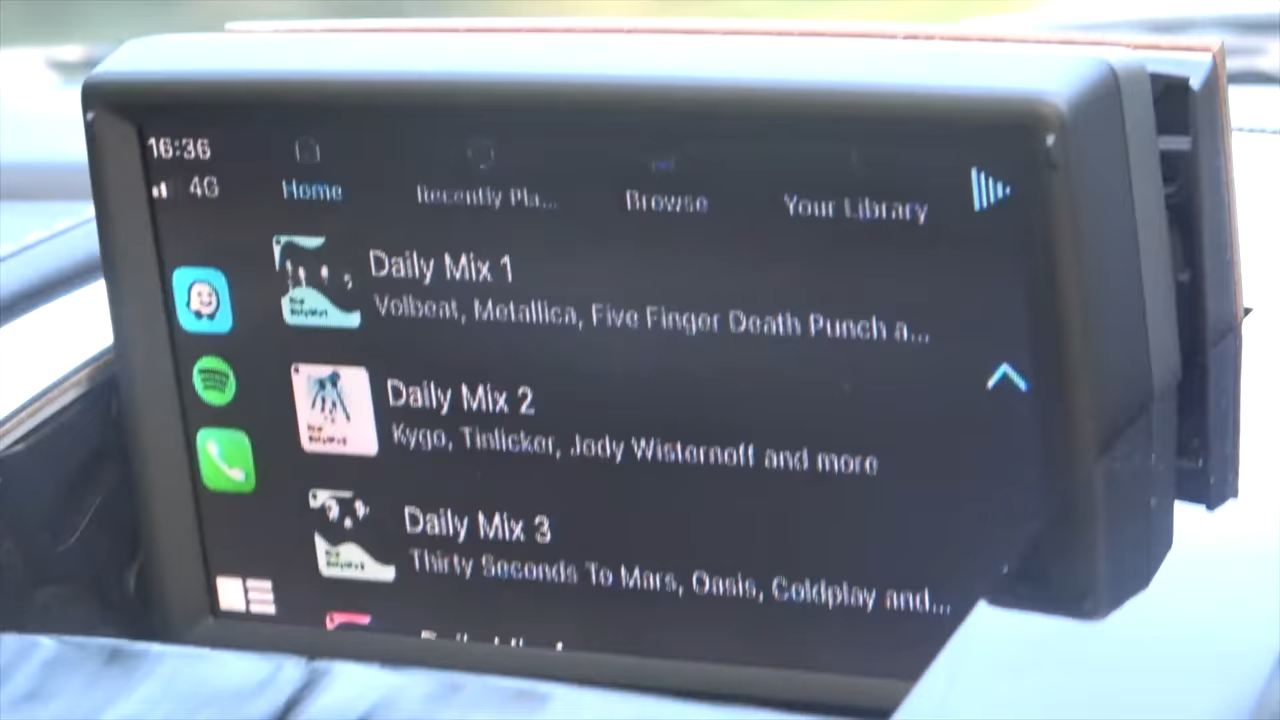 16:36
4G
Home
Recently Pla...
Browse
Your Library
Daily Mix 1
Volbeat, Metallica, Five Finger Death Punch a...
Daily Mix 2
Kygo, Tinlicker, Jody Wisternoff and more
Daily Mix 3
Thirty Seconds To Mars, Oasis, Coldplay and...